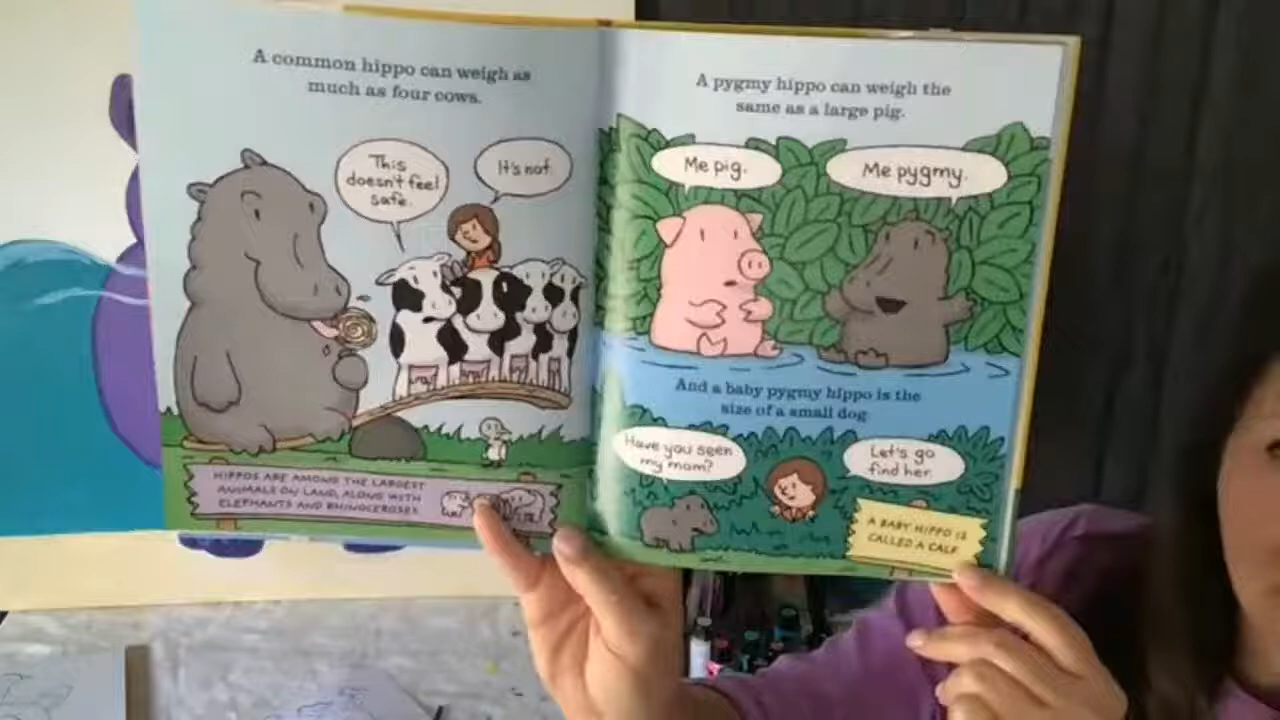 A common hippo can weigh as
much as four cows.
This
doesn't feel
safe.
It's not.
HIPPOS ARE AMONG THE LARGEST
ANIMALS ON LAND, ALONG WITH
ELEPHANTS AND RHINOCEROSES.
A pygmy hippo can weigh the
same as a large pig.
Me pig.
Me pygmy.
And a baby pygmy hippo is the
size of a small dog.
Have you seen
my mom?
Let's go
find her.
A BABY HIPPO IS
CALLED A CALF.